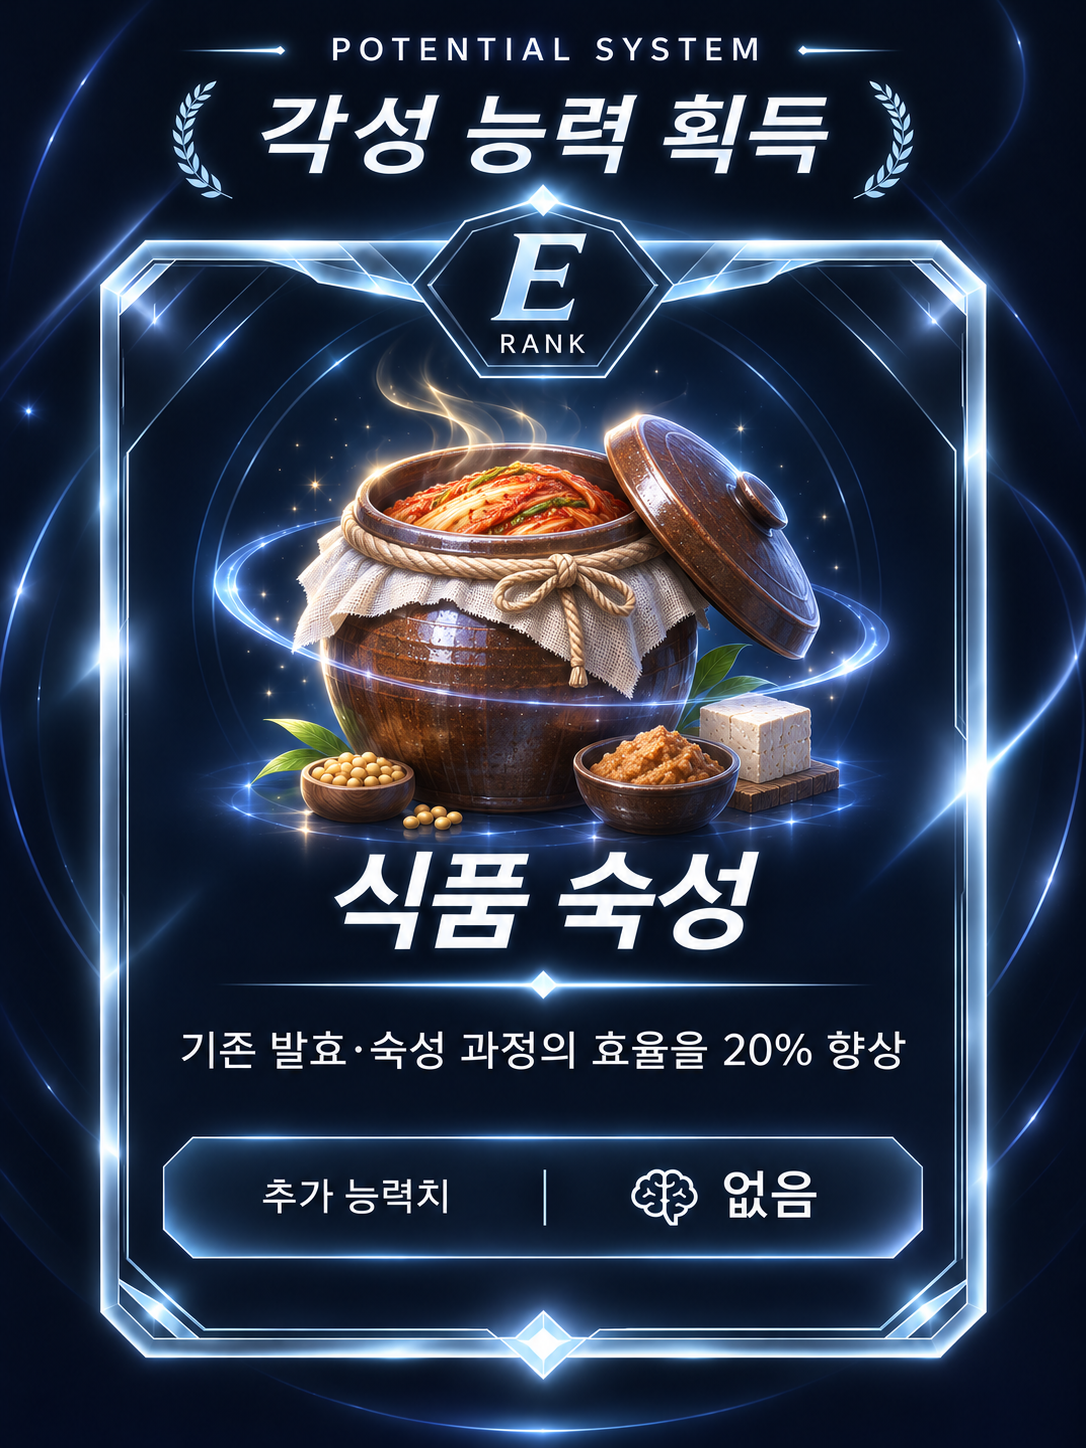 POTENTIAL SYSTEM
각성 능력 획득
E
RANK
식품 숙성
기존 발효·숙성 과정의 효율을 20% 향상
추가 능력치 없음